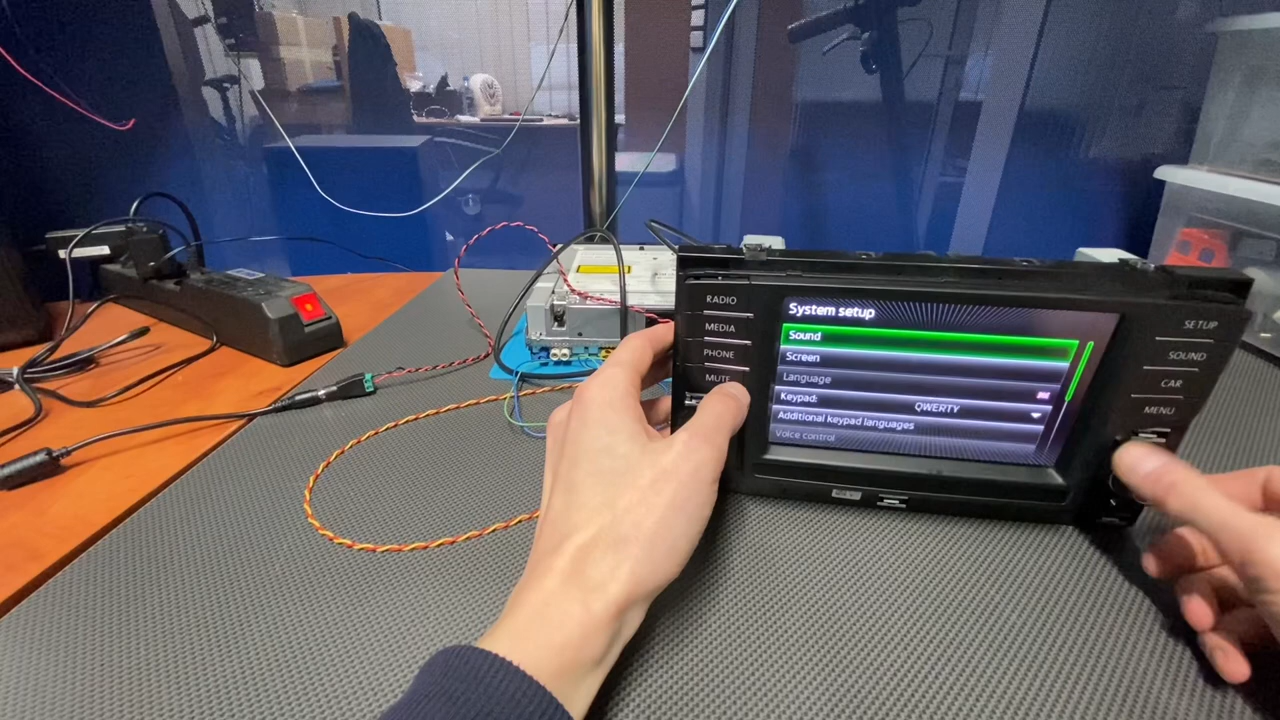 RADIO
MEDIA
PHONE
MUTE
System setup
Sound
Screen
Language
Keypad: QWERTY
Additional keypad languages
Voice control
SETUP
SOUND
CAR
MENU